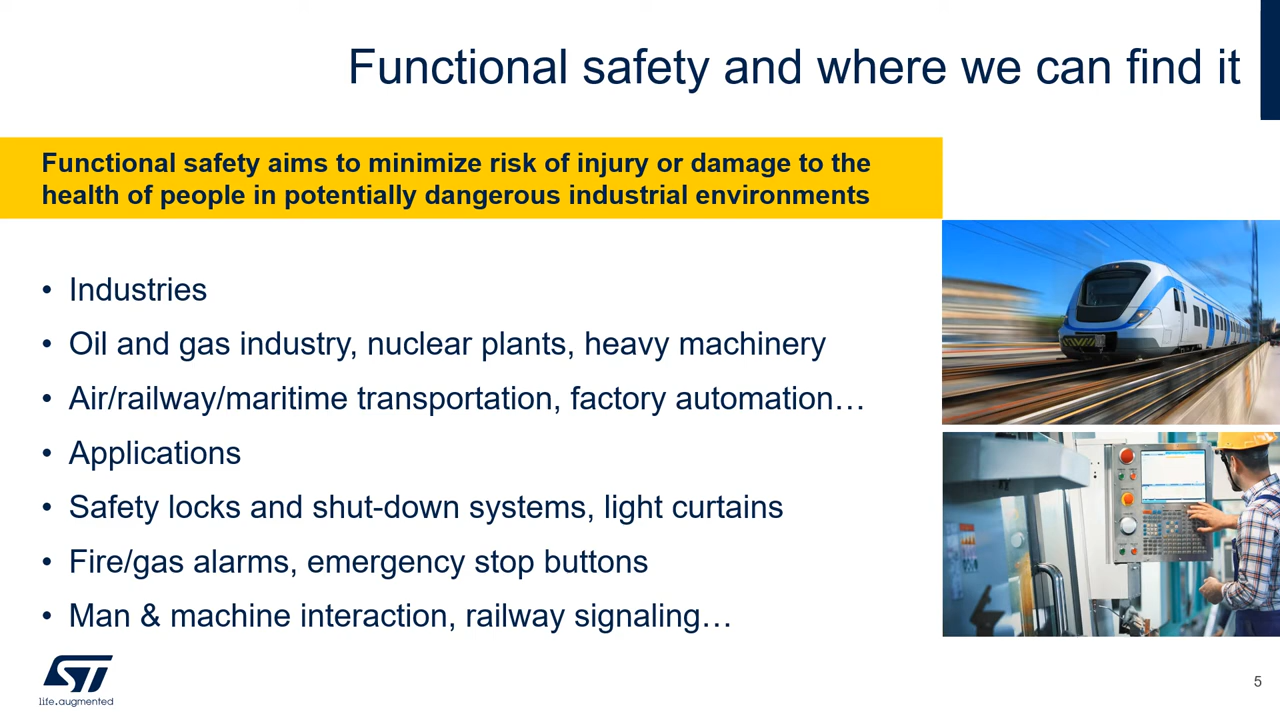 Functional safety and where we can find it
Functional safety aims to minimize risk of injury or damage to the
health of people in potentially dangerous industrial environments
• Industries
• Oil and gas industry, nuclear plants, heavy machinery
• Air/railway/maritime transportation, factory automation…
• Applications
• Safety locks and shut-down systems, light curtains
• Fire/gas alarms, emergency stop buttons
• Man & machine interaction, railway signaling…
ST
life.augmented
5